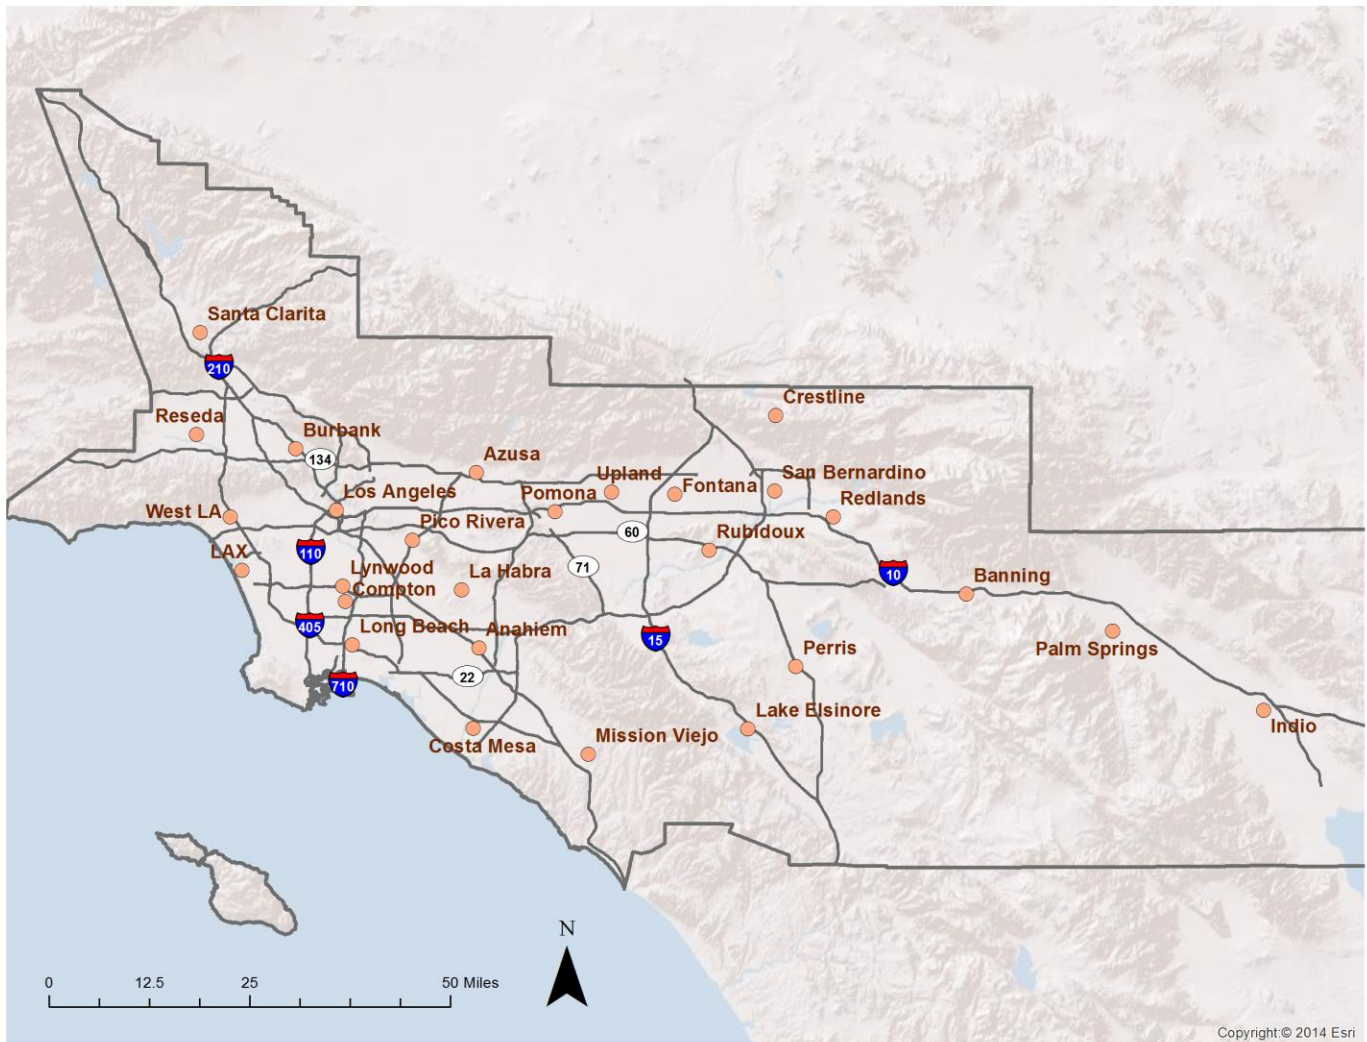 Santa Clarita
210
Crestline
Reseda
Burbank
134
Azusa
Upland
San Bernardino
Fontana
Los Angeles
Pomona
Redlands
West LA
Pico Rivera
60
Rubidoux
110
LAX
Lynwood
La Habra
71
10
Banning
Compton
405
Long Beach
Anahiem
15
Perris
Palm Springs
22
710
Lake Elsinore
Indio
Costa Mesa
Mission Viejo
N
0 12.5 25 50 Miles
Copyright:© 2014 Esri